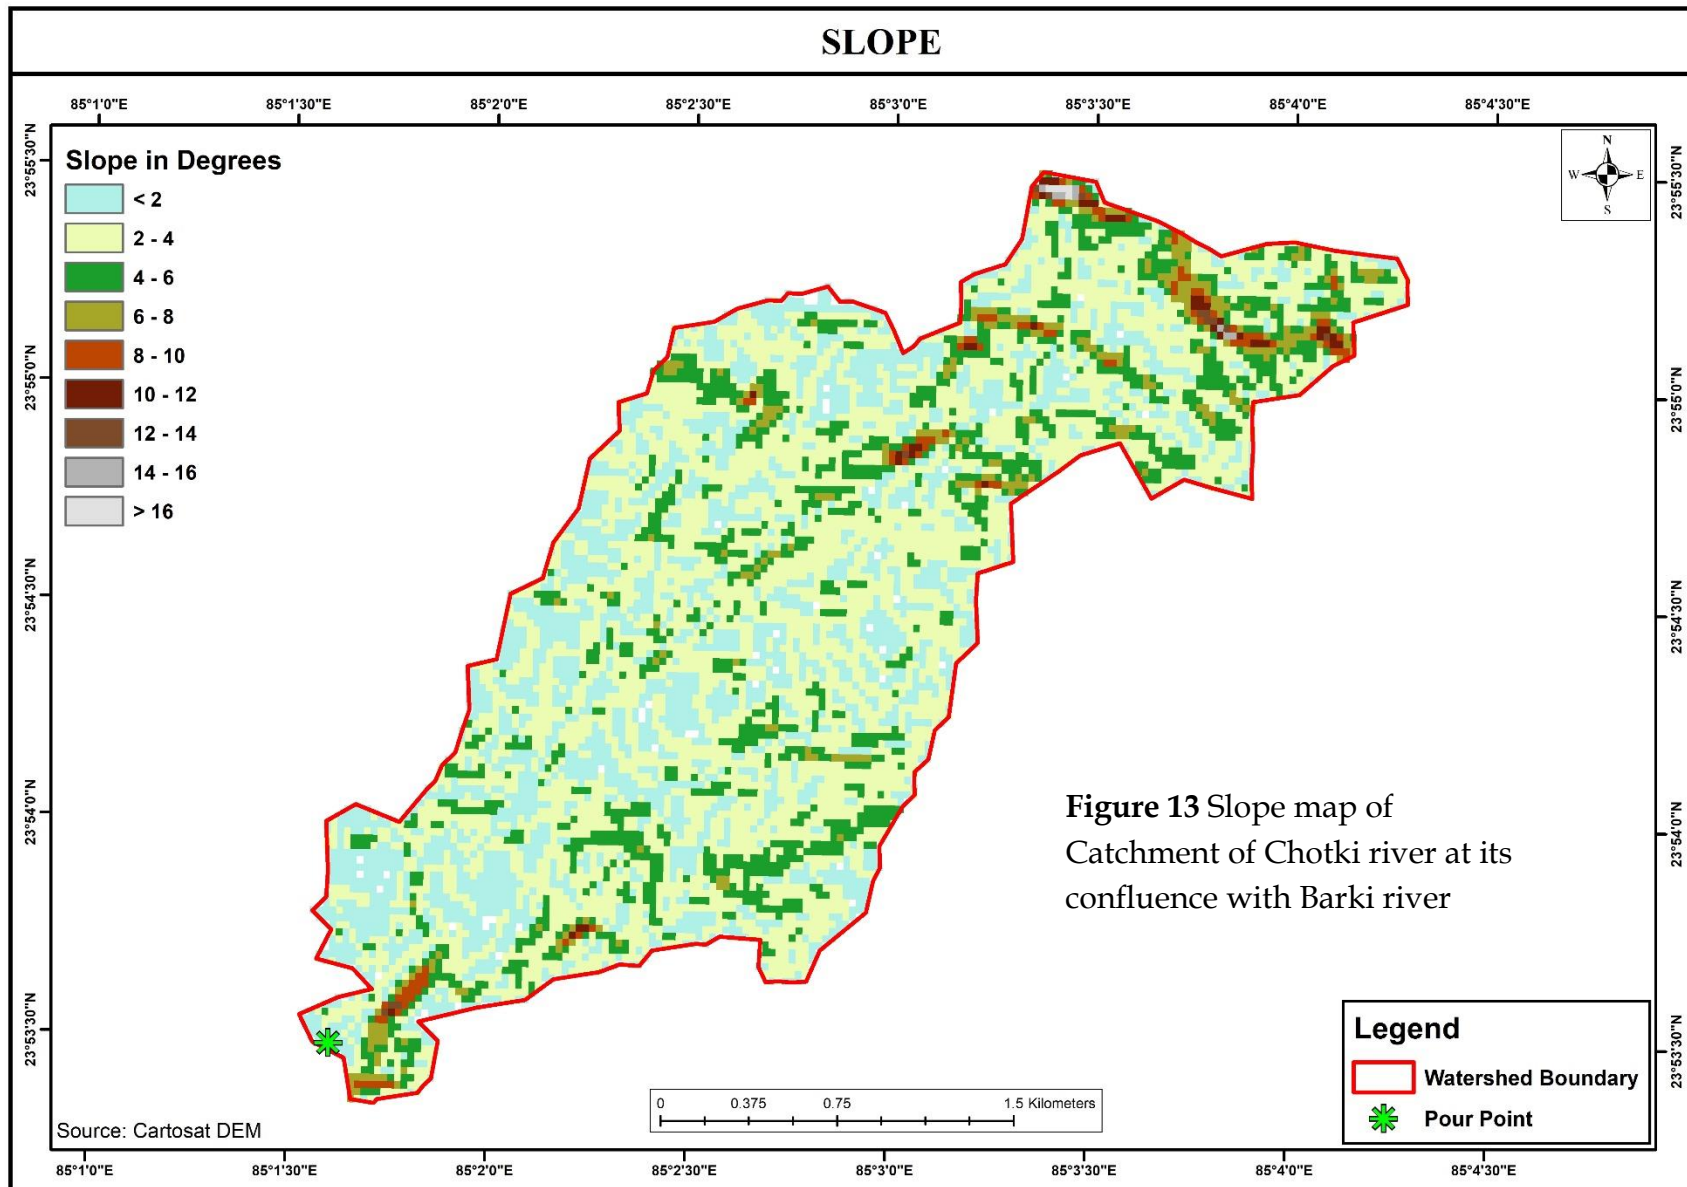 SLOPE
85°1'0"E 85°1'30"E 85°2'0"E 85°2'30"E 85°3'0"E 85°3'30"E 85°4'0"E 85°4'30"E
23°55'30"N
23°55'0"N
23°54'30"N
23°54'0"N
23°53'30"N
Slope in Degrees
< 2
2 - 4
4 - 6
6 - 8
8 - 10
10 - 12
12 - 14
14 - 16
> 16
N
W E
S
23°55'30"N
23°55'0"N
23°54'30"N
23°54'0"N
23°53'30"N
Figure 13 Slope map of
Catchment of Chotki river at its
confluence with Barki river
Legend
Watershed Boundary
Pour Point
0 0.375 0.75 1.5 Kilometers
Source: Cartosat DEM
85°1'0"E 85°1'30"E 85°2'0"E 85°2'30"E 85°3'0"E 85°3'30"E 85°4'0"E 85°4'30"E